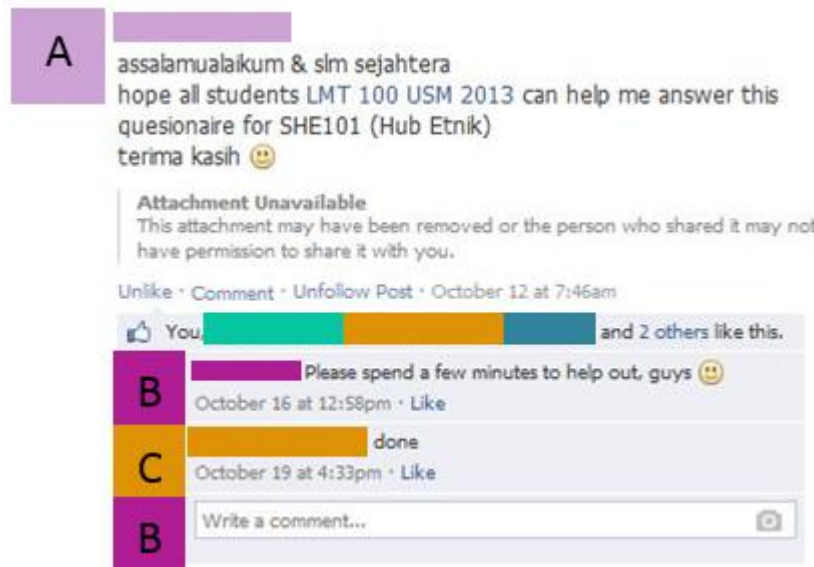 A
assalamualaikum & slm sejahtera
hope all students LMT 100 USM 2013 can help me answer this
quesionaire for SHE101 (Hub Etnik)
terima kasih
Attachment Unavailable
This attachment may have been removed or the person who shared it may not
have permission to share it with you.
Unlike · Comment · Unfollow Post · October 12 at 7:46am
You, and 2 others like this.
B
Please spend a few minutes to help out, guys
October 16 at 12:58pm · Like
C
done
October 19 at 4:33pm · Like
B
Write a comment...